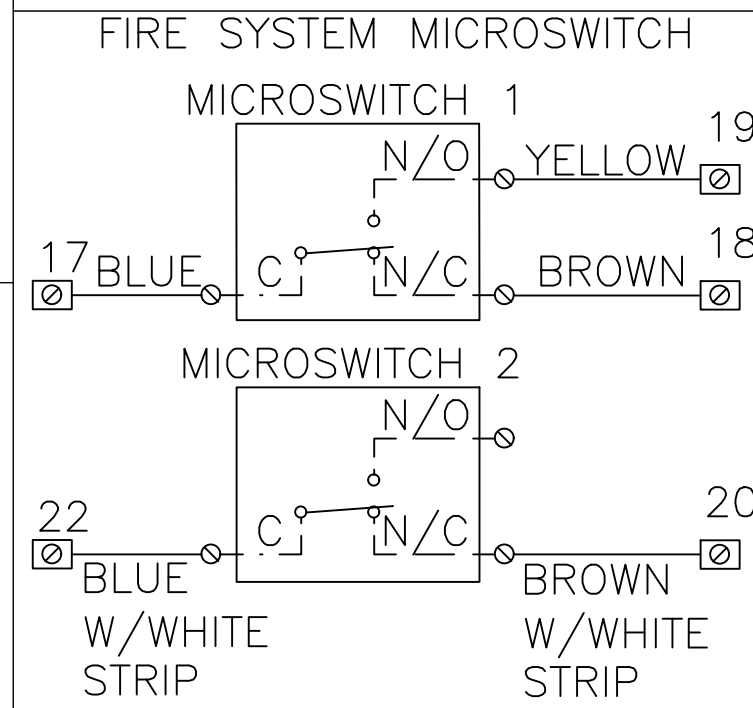 FIRE SYSTEM MICROSWITCH
MICROSWITCH 1
N/O YELLOW 19
17 BLUE C N/C BROWN 18
MICROSWITCH 2
N/O
22 C N/C 20
BLUE BROWN
W/WHITE W/WHITE
STRIP STRIP